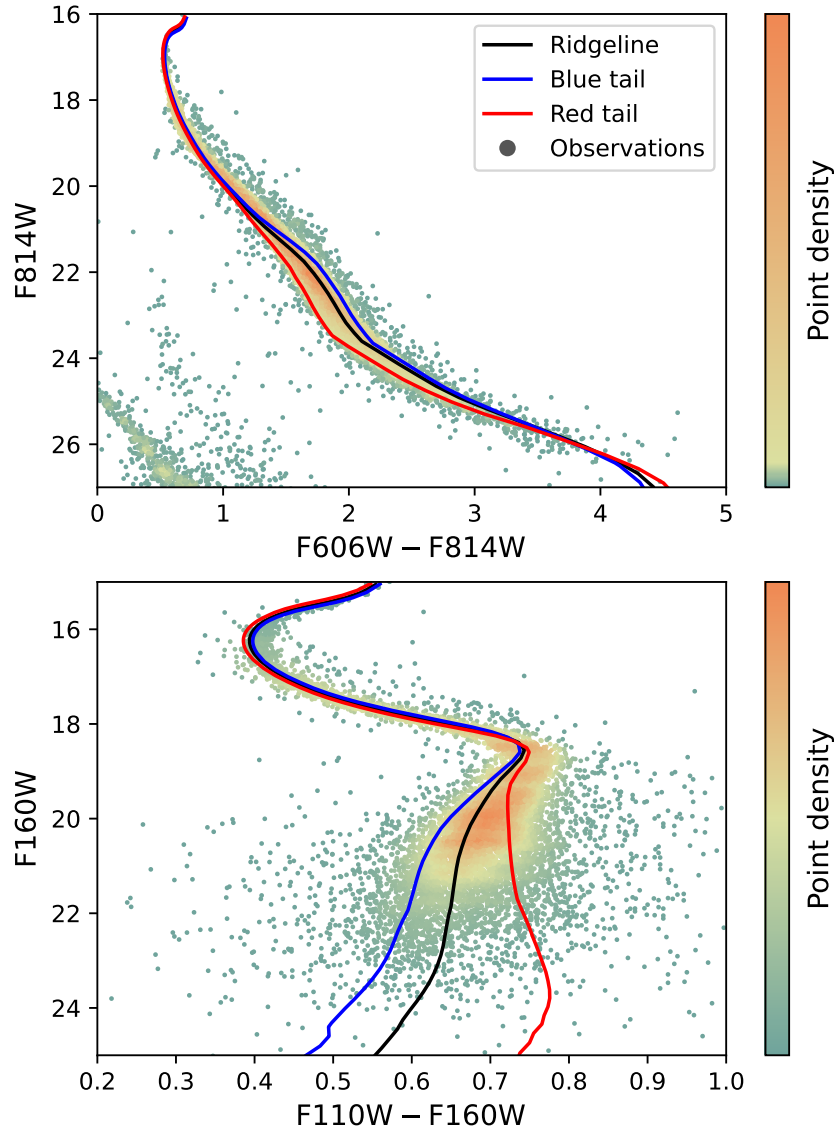 16
18
20
22
24
26
F814W
0 1 2 3 4 5
F606W − F814W
Ridgeline
Blue tail
Red tail
Observations
Point density
16
18
20
22
24
F160W
0.2 0.3 0.4 0.5 0.6 0.7 0.8 0.9 1.0
F110W − F160W
Point density